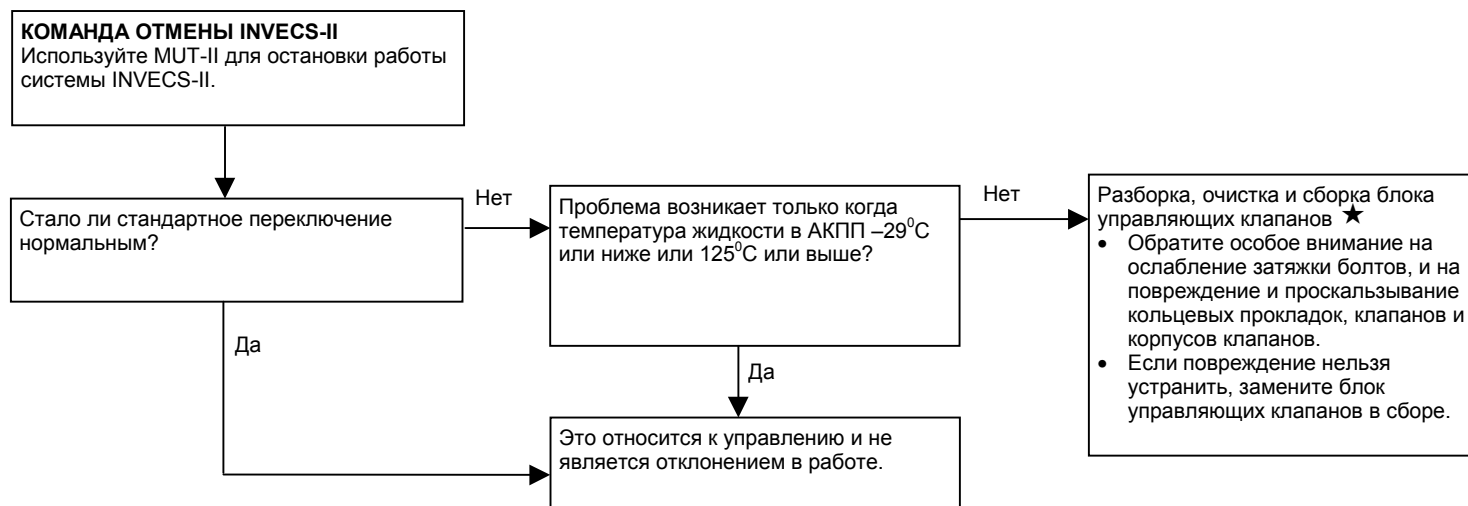 КОМАНДА ОТМЕНЫ INVECS-II
Используйте MUT-II для остановки работы
системы INVECS-II.
Стало ли стандартное переключение
нормальным?
Нет
Проблема возникает только когда
температура жидкости в АКПП –29⁰С
или ниже или 125⁰С или выше?
Нет
Разборка, очистка и сборка блока
управляющих клапанов ★
• Обратите особое внимание на
ослабление затяжки болтов, и на
повреждение и проскальзывание
кольцевых прокладок, клапанов и
корпусов клапанов.
• Если повреждение нельзя
устранить, замените блок
управляющих клапанов в сборе.
Да
Да
Это относится к управлению и не
является отклонением в работе.